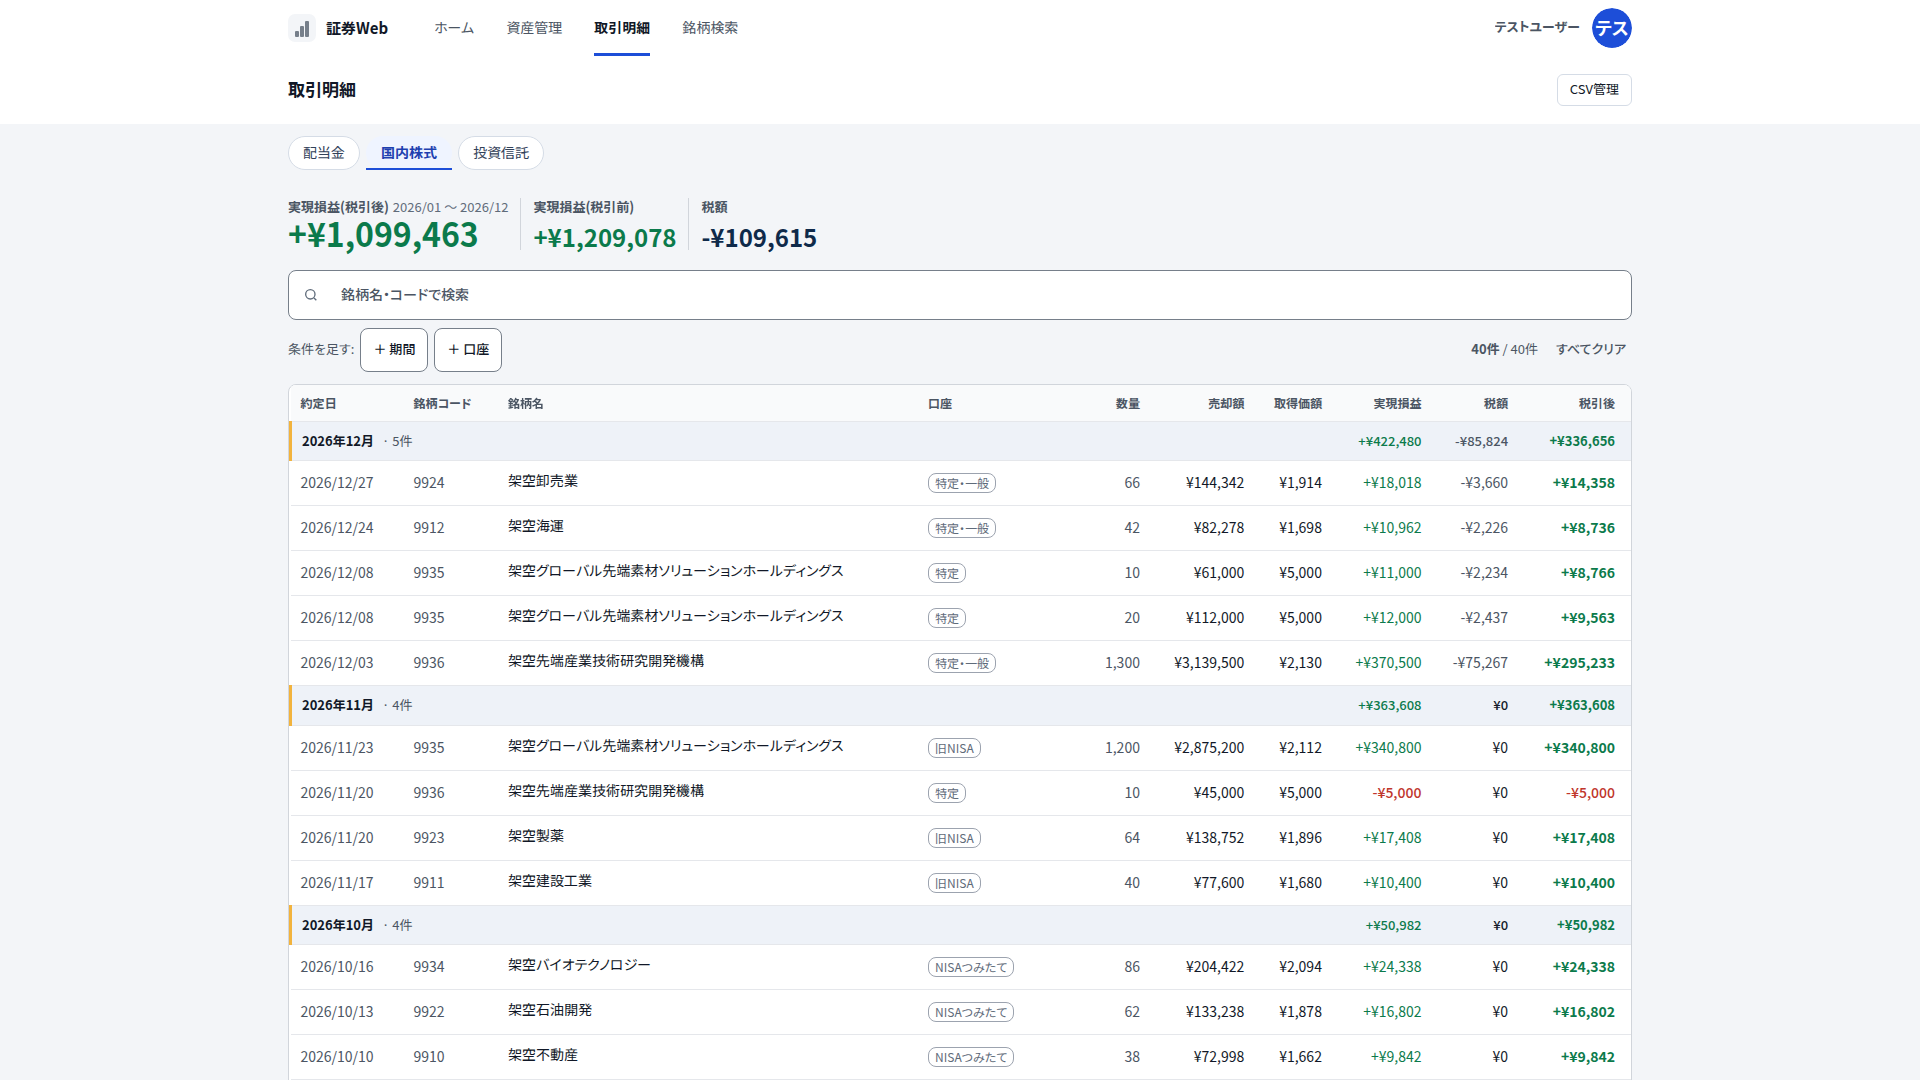 証券Web ホーム 資産管理 取引明細 銘柄検索 テストユーザー テス
取引明細 CSV管理
配当金 国内株式 投資信託
実現損益(税引後) 2026/01 〜 2026/12 実現損益(税引前) 税額
+¥1,099,463 +¥1,209,078 -¥109,615
銘柄名・コードで検索
条件を足す: ＋ 期間 ＋ 口座 40件 / 40件 すべてクリア
約定日 銘柄コード 銘柄名 口座 数量 売却額 取得価額 実現損益 税額 税引後
2026年12月 · 5件 +¥422,480 -¥85,824 +¥336,656
2026/12/27 9924 架空卸売業 特定・一般 66 ¥144,342 ¥1,914 +¥18,018 -¥3,660 +¥14,358
2026/12/24 9912 架空海運 特定・一般 42 ¥82,278 ¥1,698 +¥10,962 -¥2,226 +¥8,736
2026/12/08 9935 架空グローバル先端素材ソリューションホールディングス 特定 10 ¥61,000 ¥5,000 +¥11,000 -¥2,234 +¥8,766
2026/12/08 9935 架空グローバル先端素材ソリューションホールディングス 特定 20 ¥112,000 ¥5,000 +¥12,000 -¥2,437 +¥9,563
2026/12/03 9936 架空先端産業技術研究開発機構 特定・一般 1,300 ¥3,139,500 ¥2,130 +¥370,500 -¥75,267 +¥295,233
2026年11月 · 4件 +¥363,608 ¥0 +¥363,608
2026/11/23 9935 架空グローバル先端素材ソリューションホールディングス 旧NISA 1,200 ¥2,875,200 ¥2,112 +¥340,800 ¥0 +¥340,800
2026/11/20 9936 架空先端産業技術研究開発機構 特定 10 ¥45,000 ¥5,000 -¥5,000 ¥0 -¥5,000
2026/11/20 9923 架空製薬 旧NISA 64 ¥138,752 ¥1,896 +¥17,408 ¥0 +¥17,408
2026/11/17 9911 架空建設工業 旧NISA 40 ¥77,600 ¥1,680 +¥10,400 ¥0 +¥10,400
2026年10月 · 4件 +¥50,982 ¥0 +¥50,982
2026/10/16 9934 架空バイオテクノロジー NISAつみたて 86 ¥204,422 ¥2,094 +¥24,338 ¥0 +¥24,338
2026/10/13 9922 架空石油開発 NISAつみたて 62 ¥133,238 ¥1,878 +¥16,802 ¥0 +¥16,802
2026/10/10 9910 架空不動産 NISAつみたて 38 ¥72,998 ¥1,662 +¥9,842 ¥0 +¥9,842